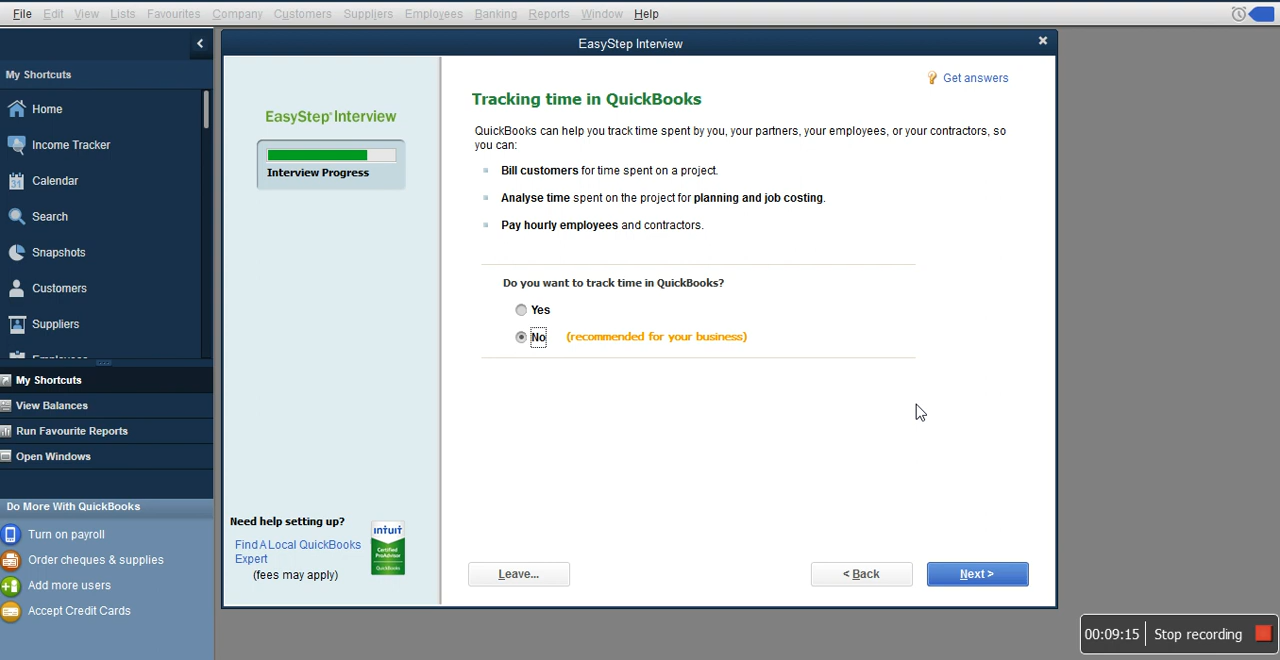 File Edit View Lists Favourites Company Customers Suppliers Employees Banking Reports Window Help
EasyStep Interview
My Shortcuts
Home
Income Tracker
31 Calendar
Search
Snapshots
Customers
Suppliers
Employees
My Shortcuts
View Balances
Run Favourite Reports
Open Windows
Do More With QuickBooks
Turn on payroll
Order cheques & supplies
Add more users
Accept Credit Cards
EasyStep® Interview
Interview Progress
Need help setting up?
Find A Local QuickBooks
Expert
(fees may apply)
intuit
Certified
ProAdvisor
QuickBooks
? Get answers
Tracking time in QuickBooks
QuickBooks can help you track time spent by you, your partners, your employees, or your contractors, so
you can:
Bill customers for time spent on a project.
Analyse time spent on the project for planning and job costing.
Pay hourly employees and contractors.
Do you want to track time in QuickBooks?
Yes
No (recommended for your business)
Leave... < Back Next >
00:09:15 Stop recording